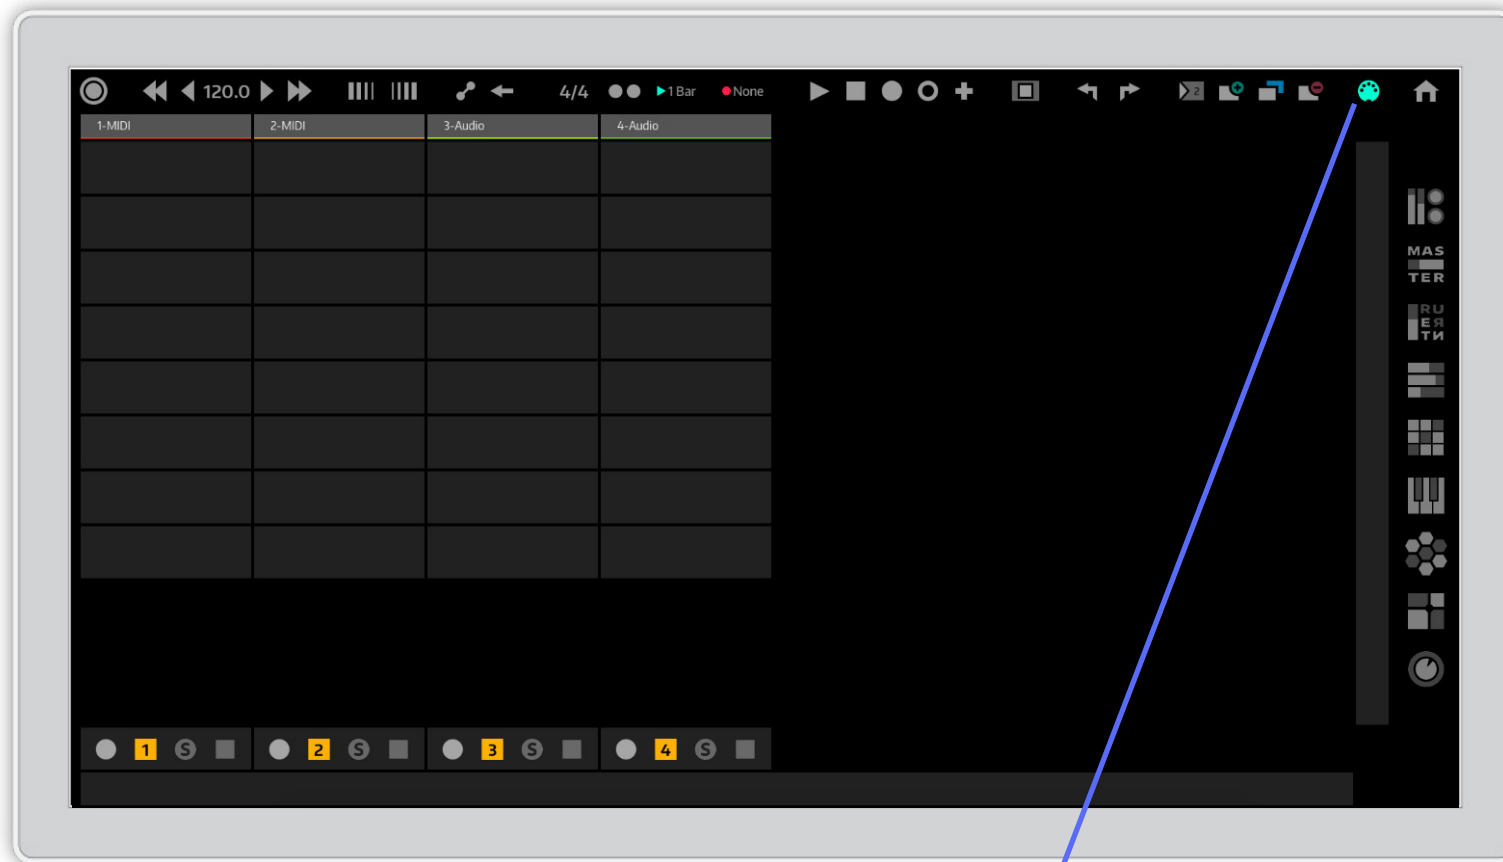 120.0 4/4 1 Bar None 2
1-MIDI 2-MIDI 3-Audio 4-Audio
MAS
TER
RU
EЯ
TИ
1 S 2 S 3 S 4 S